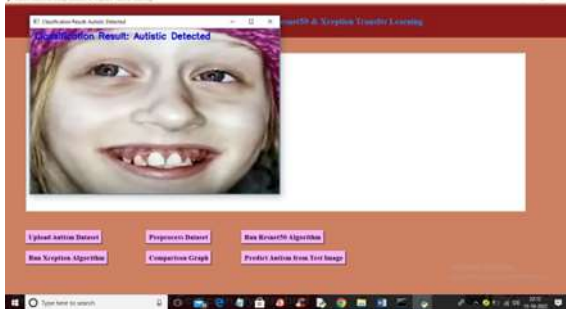 Classification Result: Autistic Detected
Resnet50 & Xception Transfer Learning
Classification Result: Autistic Detected
Upload Autism Dataset
Preprocess Dataset
Run Resnet50 Algorithm
Run Xception Algorithm
Comparison Graph
Predict Autism from Test Image
Type here to search